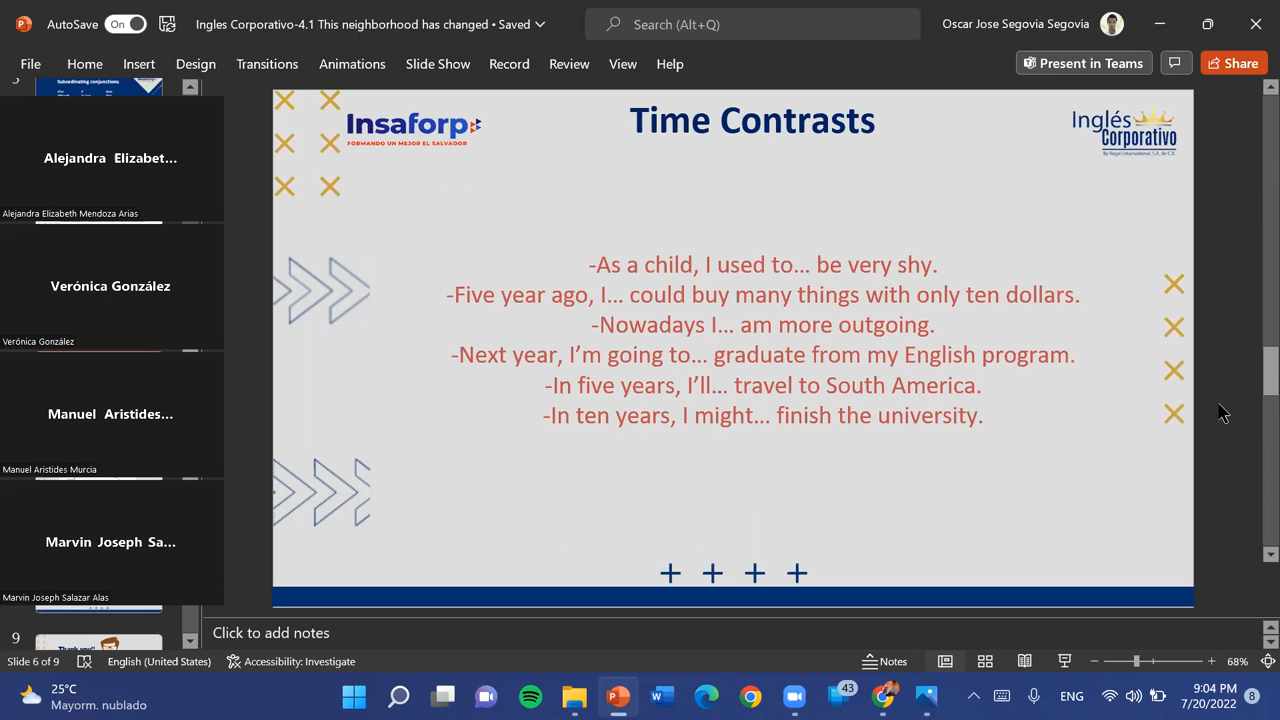 AutoSave On Ingles Corporativo-4.1 This neighborhood has changed • Saved Search (Alt+Q) Oscar Jose Segovia Segovia
File Home Insert Design Transitions Animations Slide Show Record Review View Help Present in Teams Share
Subordinating conjunctions
Alejandra Elizabet...
Alejandra Elizabeth Mendoza Arias
Verónica González
Verónica González
Manuel Aristides...
Manuel Aristides Murcia
Marvin Joseph Sa...
Marvin Joseph Salazar Alas
9
Thank you!
Insaforp
FORMANDO UN MEJOR EL SALVADOR
Time Contrasts
Inglés
Corporativo
-As a child, I used to... be very shy.
-Five year ago, I... could buy many things with only ten dollars.
-Nowadays I... am more outgoing.
-Next year, I'm going to... graduate from my English program.
-In five years, I'll... travel to South America.
-In ten years, I might... finish the university.
Click to add notes
Slide 6 of 9 English (United States) Accessibility: Investigate Notes 68%
25°C
Mayorm. nublado
43
ENG
9:04 PM
7/20/2022
8